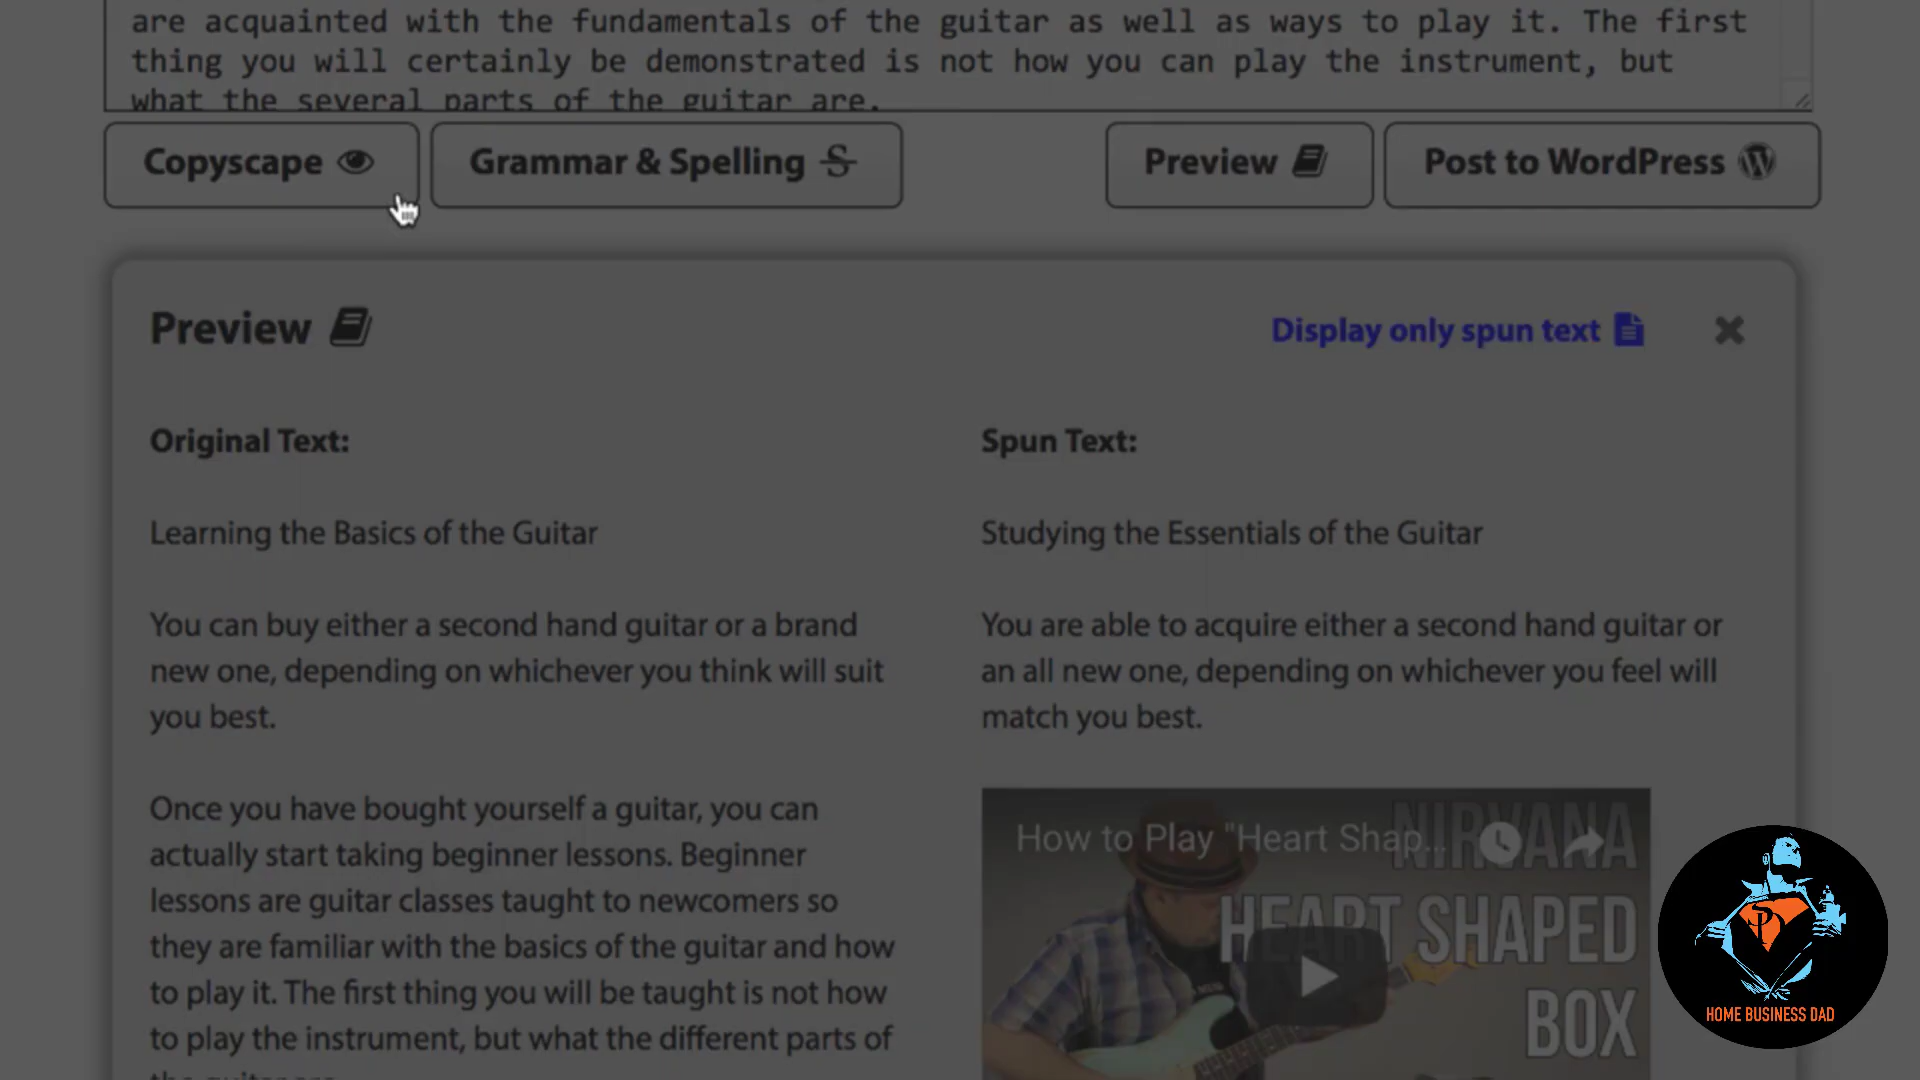 are acquainted with the fundamentals of the guitar as well as ways to play it. The first
thing you will certainly be demonstrated is not how you can play the instrument, but
what the several parts of the guitar are.
Copyscape
Grammar & Spelling
Preview
Post to WordPress
Preview
Display only spun text
Original Text:
Learning the Basics of the Guitar
You can buy either a second hand guitar or a brand
new one, depending on whichever you think will suit
you best.
Once you have bought yourself a guitar, you can
actually start taking beginner lessons. Beginner
lessons are guitar classes taught to newcomers so
they are familiar with the basics of the guitar and how
to play it. The first thing you will be taught is not how
to play the instrument, but what the different parts of
Spun Text:
Studying the Essentials of the Guitar
You are able to acquire either a second hand guitar or
an all new one, depending on whichever you feel will
match you best.
How to Play "Heart Shap...
NIRVANA
HEART SHAPED
BOX
HOME BUSINESS DAD